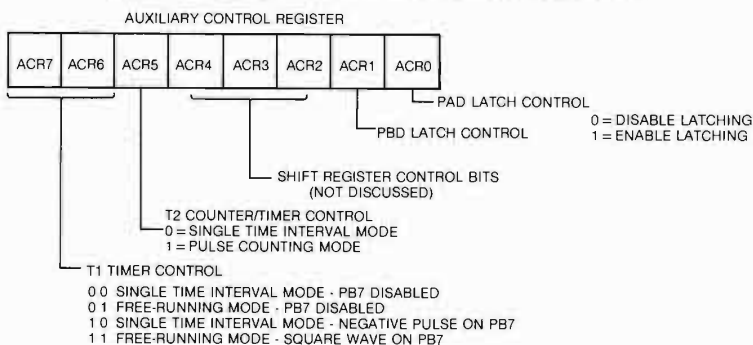 AUXILIARY CONTROL REGISTER
ACR7 ACR6 ACR5 ACR4 ACR3 ACR2 ACR1 ACR0
PAD LATCH CONTROL
PBD LATCH CONTROL
0 = DISABLE LATCHING
1 = ENABLE LATCHING
SHIFT REGISTER CONTROL BITS
(NOT DISCUSSED)
T2 COUNTER/TIMER CONTROL
0 = SINGLE TIME INTERVAL MODE
1 = PULSE COUNTING MODE
T1 TIMER CONTROL
0 0 SINGLE TIME INTERVAL MODE - PB7 DISABLED
0 1 FREE-RUNNING MODE - PB7 DISABLED
1 0 SINGLE TIME INTERVAL MODE - NEGATIVE PULSE ON PB7
1 1 FREE-RUNNING MODE - SQUARE WAVE ON PB7